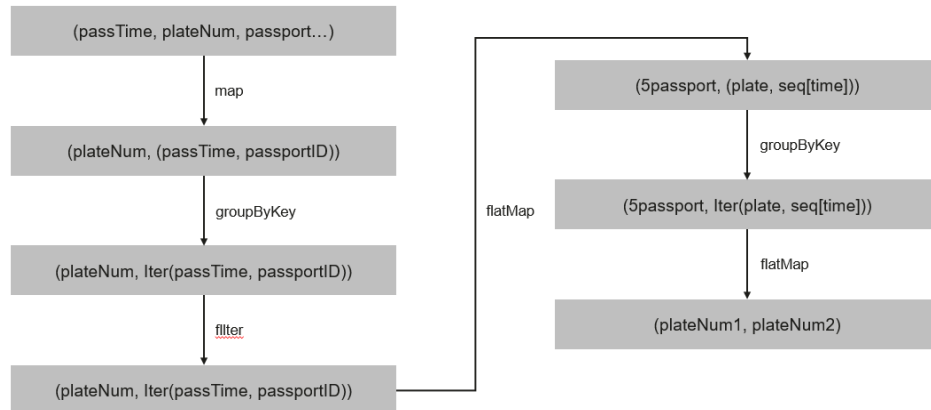 (passTime, plateNum, passport…)
map
(plateNum, (passTime, passportID))
groupByKey
(plateNum, Iter(passTime, passportID))
fllter
(plateNum, Iter(passTime, passportID))
flatMap
(5passport, (plate, seq[time]))
groupByKey
(5passport, Iter(plate, seq[time]))
flatMap
(plateNum1, plateNum2)